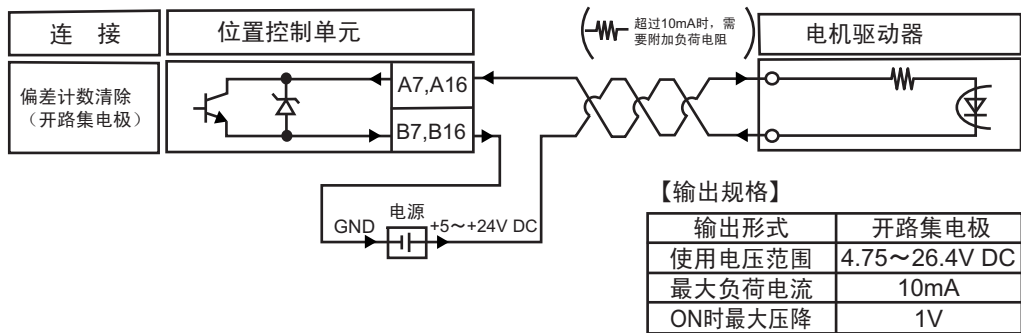 连 接
位置控制单元
超过10mA时，需
要附加负荷电阻
电机驱动器
偏差计数清除
（开路集电极）
A7,A16
B7,B16
GND
电源
+5～+24V DC
【输出规格】
输出形式 开路集电极
使用电压范围 4.75～26.4V DC
最大负荷电流 10mA
ON时最大压降 1V